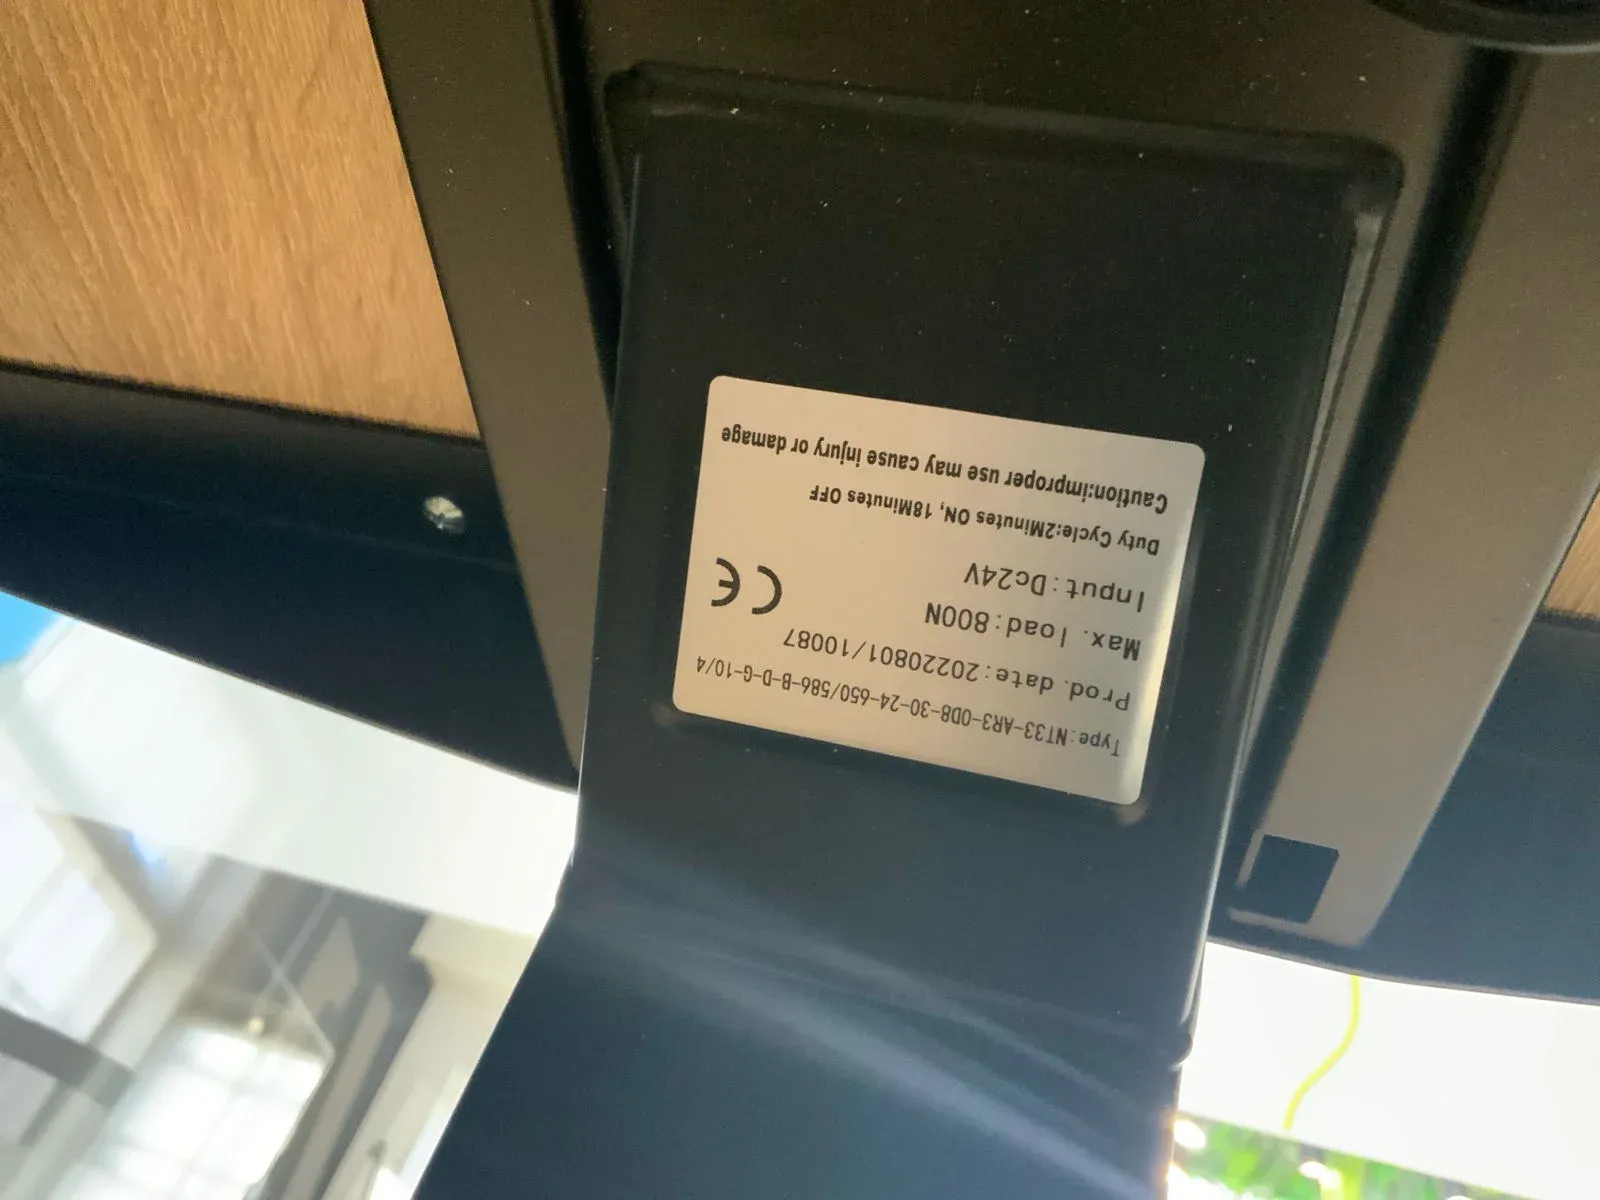 Type:NT33-AR3-0D8-30-24-650/586-B-D-G-10/4
Prod. date:20220801/10087
Max. load:800N
Input:Dc24V
CE
Duty Cycle:2Minutes ON, 18Minutes OFF
Caution:improper use may cause injury or damage